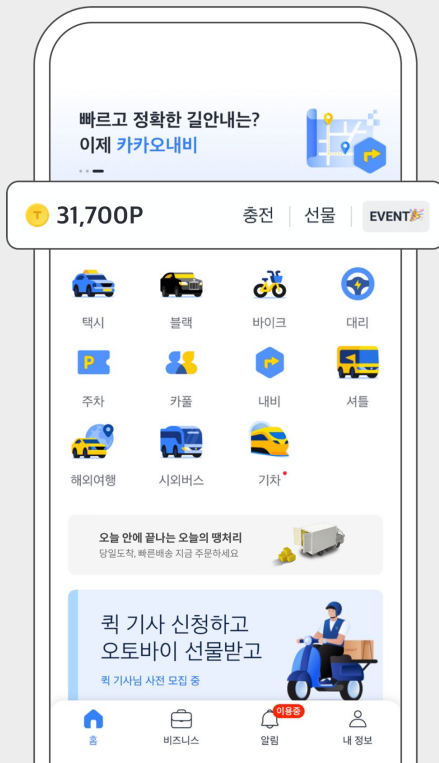 빠르고 정확한 길안내는?
이제 카카오내비
T 31,700P 충전 선물 EVENT
택시 블랙 바이크 대리
P
주차 카풀 내비 셔틀
해외여행 시외버스 기차
오늘 안에 끝나는 오늘의 땡처리
당일도착, 빠른배송 지금 주문하세요
퀵 기사 신청하고
오토바이 선물받고
퀵 기사님 사전 모집 중
이용중
홈 비즈니스 알림 내 정보